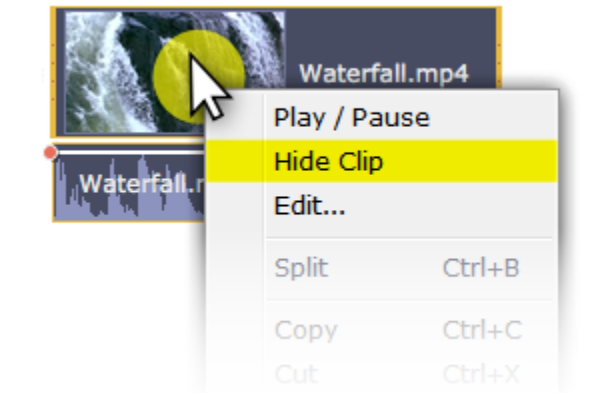 Waterfall.mp4
Play / Pause
Hide Clip
Waterfall.
Edit...
Split Ctrl+B
Copy Ctrl+C
Cut Ctrl+X